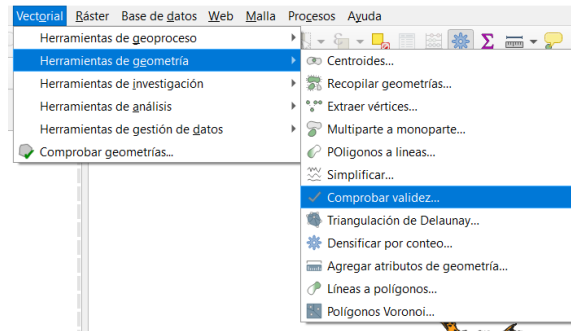 Vectorial Ráster Base de datos Web Malla Procesos Ayuda
Herramientas de geoproceso
Herramientas de geometría
Herramientas de investigación
Herramientas de análisis
Herramientas de gestión de datos
Comprobar geometrías...
Centroides...
Recopilar geometrías...
Extraer vértices...
Multiparte a monoparte...
POligonos a lineas...
Simplificar...
Comprobar validez...
Triangulación de Delaunay...
Densificar por conteo...
Agregar atributos de geometría...
Líneas a polígonos...
Polígonos Voronoi...